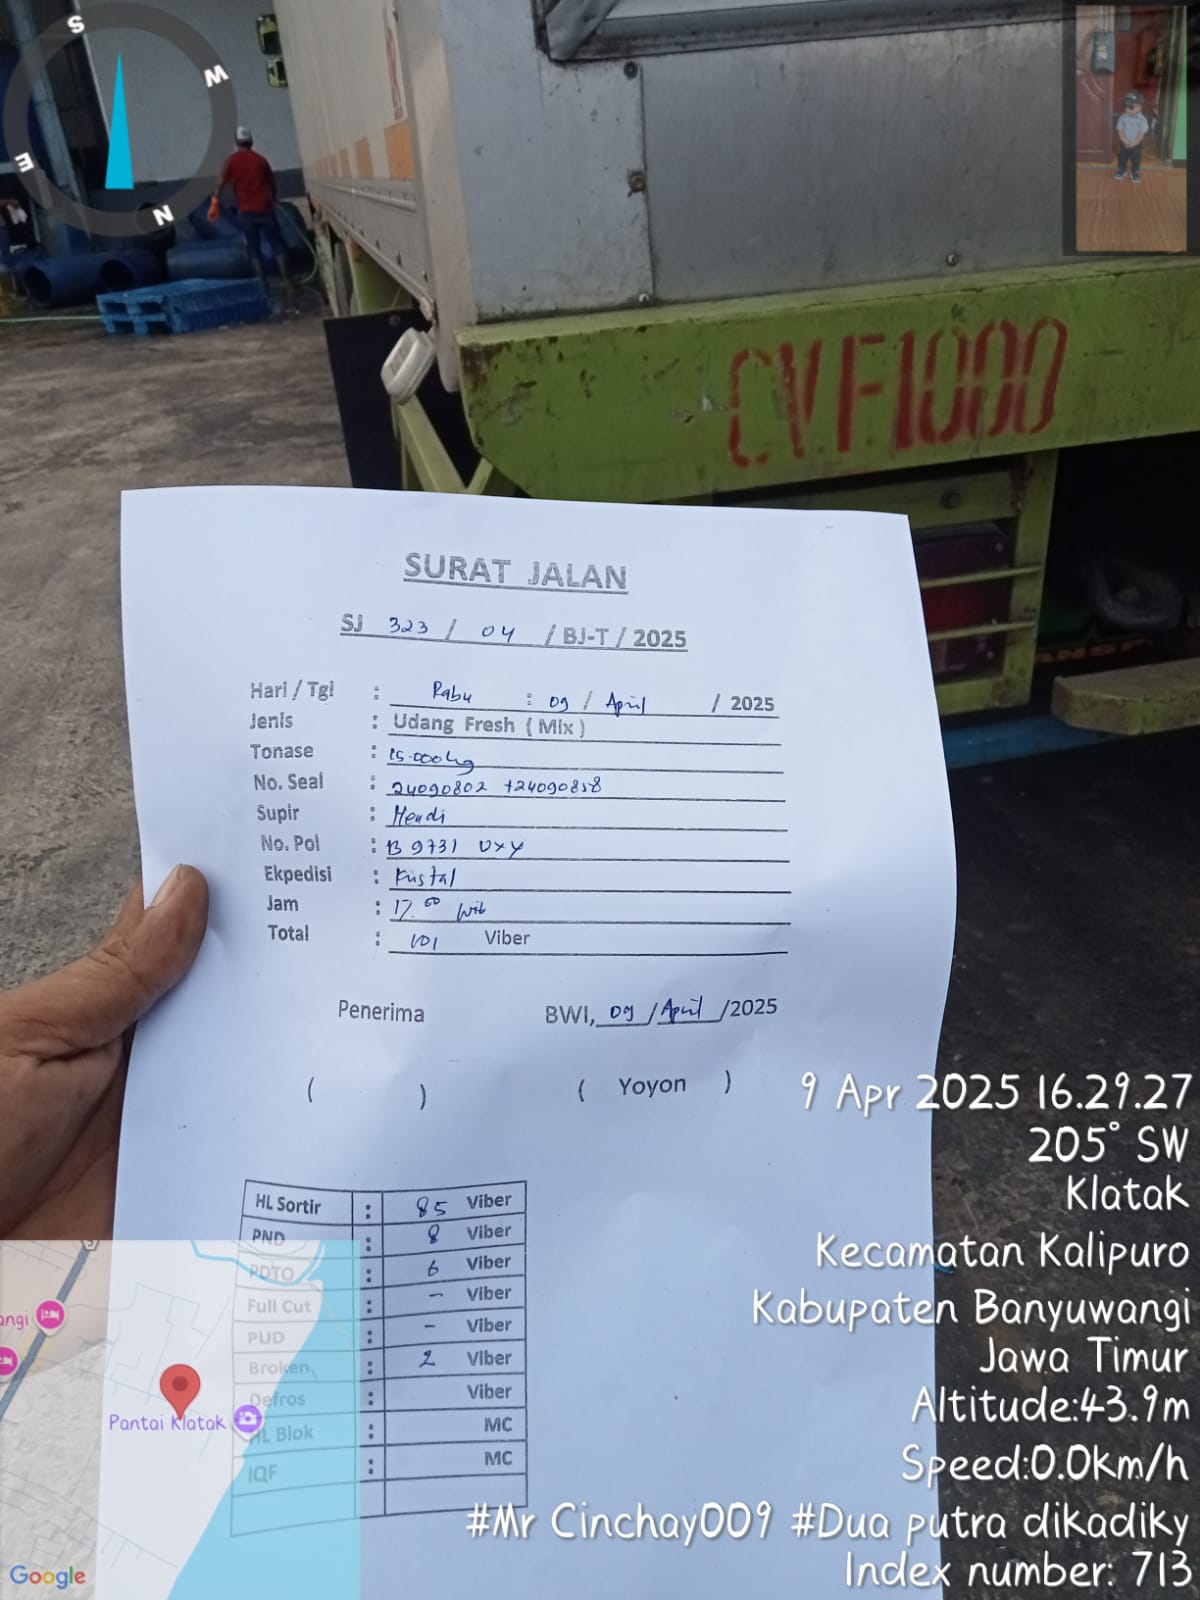 S
W
E
N
CVF1000
SURAT JALAN
SJ 323 / 04 / BJ-T / 2025
Hari / Tgl : Rabu : 09 / April / 2025
Jenis : Udang Fresh ( Mix )
Tonase : 15.000 kg
No. Seal : 24090802 +24090858
Supir : Hendi
No. Pol : B 9731 UXY
Ekpedisi : Kristal
Jam : 17.00 Wib
Total : 101 Viber
Penerima BWI, 09 / April / 2025
( ) ( Yoyon )
HL Sortir : 85 Viber
PND : 8 Viber
PDTO : 6 Viber
Full Cut : - Viber
PUD : - Viber
Broken : 2 Viber
Defros : Viber
HL Blok : MC
IQF : MC
9 Apr 2025 16.29.27
205° SW
Klatak
Kecamatan Kalipuro
Kabupaten Banyuwangi
Jawa Timur
Altitude:43.9m
Speed:0.0km/h
#Mr Cinchay009 #Dua putra dikadiky
Index number: 713
angi
Pantai Klatak
Google